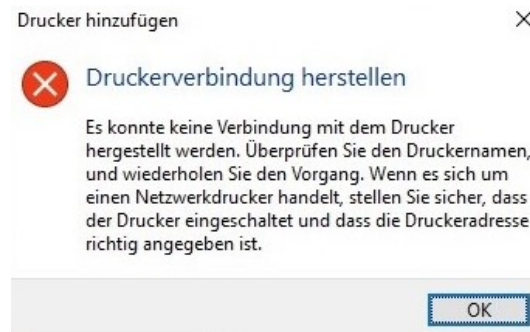 Drucker hinzufügen
Druckerverbindung herstellen
Es konnte keine Verbindung mit dem Drucker
hergestellt werden. Überprüfen Sie den Druckernamen,
und wiederholen Sie den Vorgang. Wenn es sich um
einen Netzwerkdrucker handelt, stellen Sie sicher, dass
der Drucker eingeschaltet und dass die Druckeradresse
richtig angegeben ist.
OK